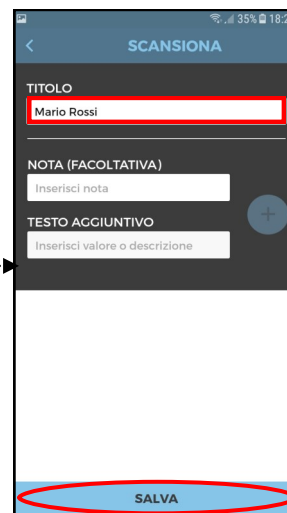 35% 18:2
SCANSIONA
TITOLO
Mario Rossi
NOTA (FACOLTATIVA)
Inserisci nota
TESTO AGGIUNTIVO
Inserisci valore o descrizione
SALVA